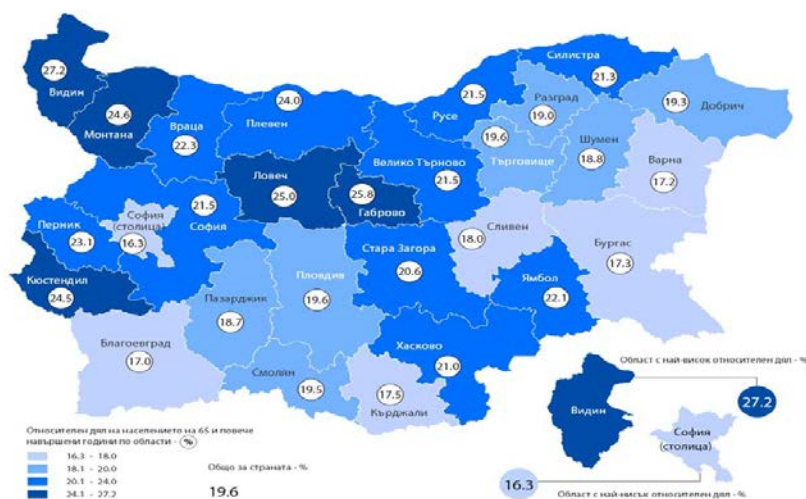 Силистра
21.3
27.2
Видин
24.0
21.5
Разград
19.0
19.3
Добрич
24.6
Монтана
Враца
22.3
Плевен
Русе
19.6
Търговище
Шумен
18.8
Варна
17.2
Ловеч
25.0
25.8
Габрово
Велико Търново
21.5
21.5
София
София
(столица)
16.3
Перник
23.1
Сливен
18.0
Бургас
17.3
Стара Загора
20.6
Кюстендил
24.5
Пловдив
19.6
Ямбол
22.1
Пазарджик
18.7
Благоевград
17.0
Хасково
21.0
Смолян
19.5
17.5
Кърджали
Област с най-висок относителен дял - %
Видин
27.2
София
(столица)
16.3
Област с най-нисък относителен дял - %
Относителен дял на населението на 65 и повече
навършени години по области - (%)
16.3 - 18.0
18.1 - 20.0
20.1 - 24.0
24.1 - 27.2
Общо за страната - %
19.6